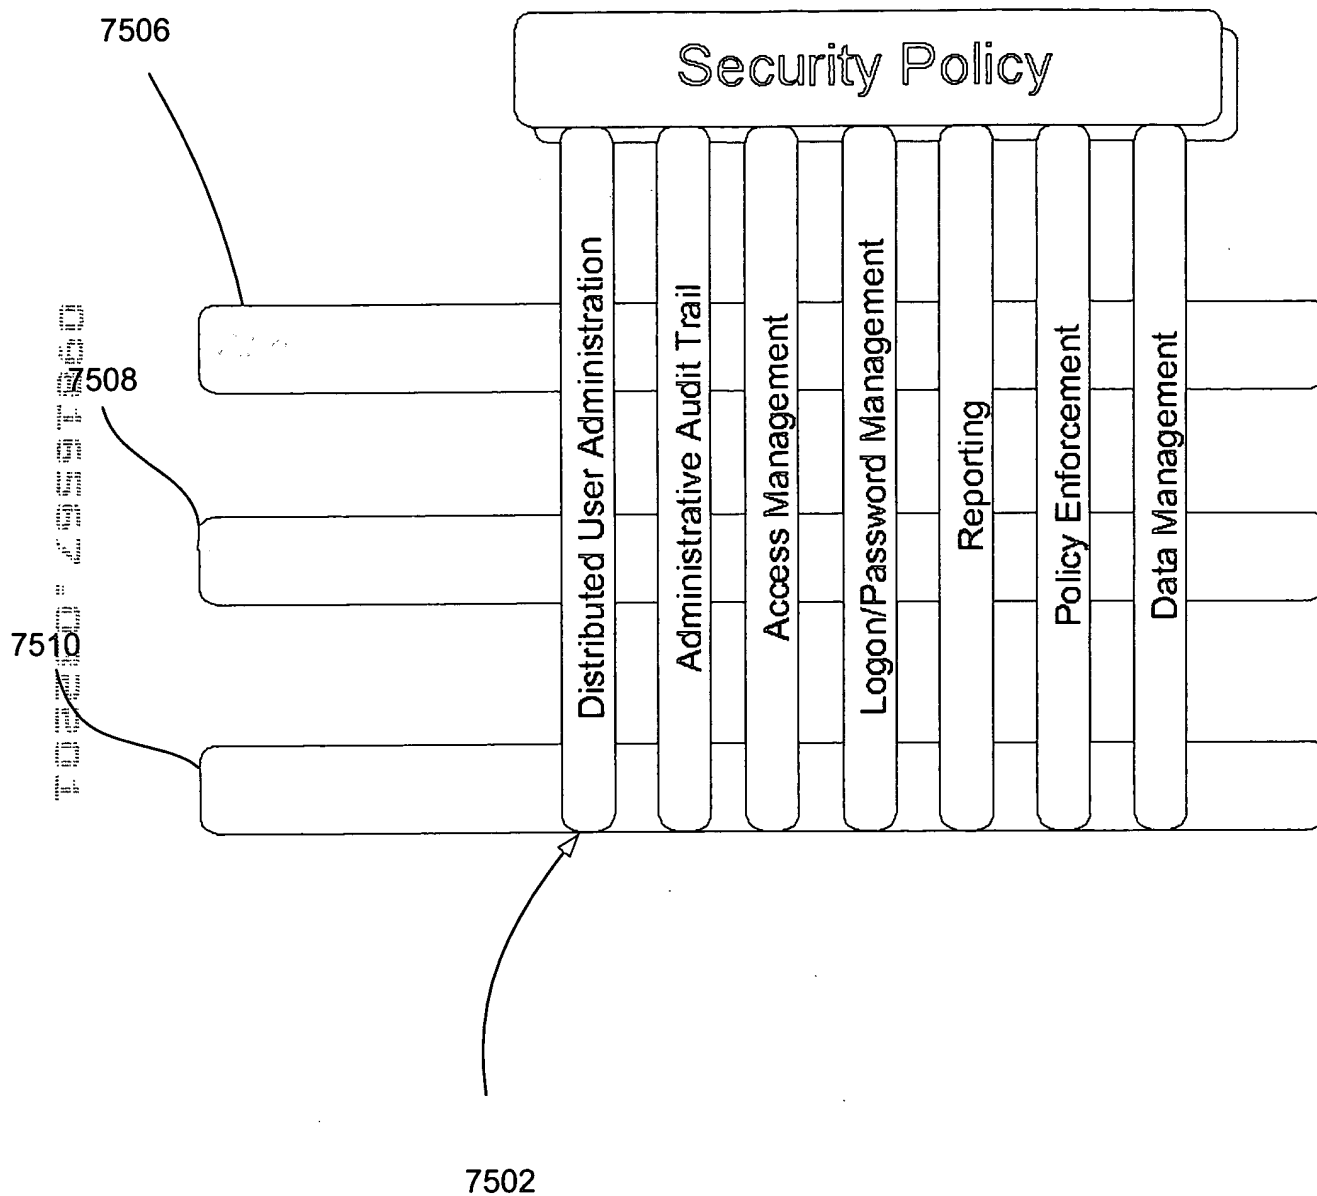 7506
Security Policy
Distributed User Administration
Administrative Audit Trail
Access Management
Logon/Password Management
Reporting
Policy Enforcement
Data Management
7508
7510
7502